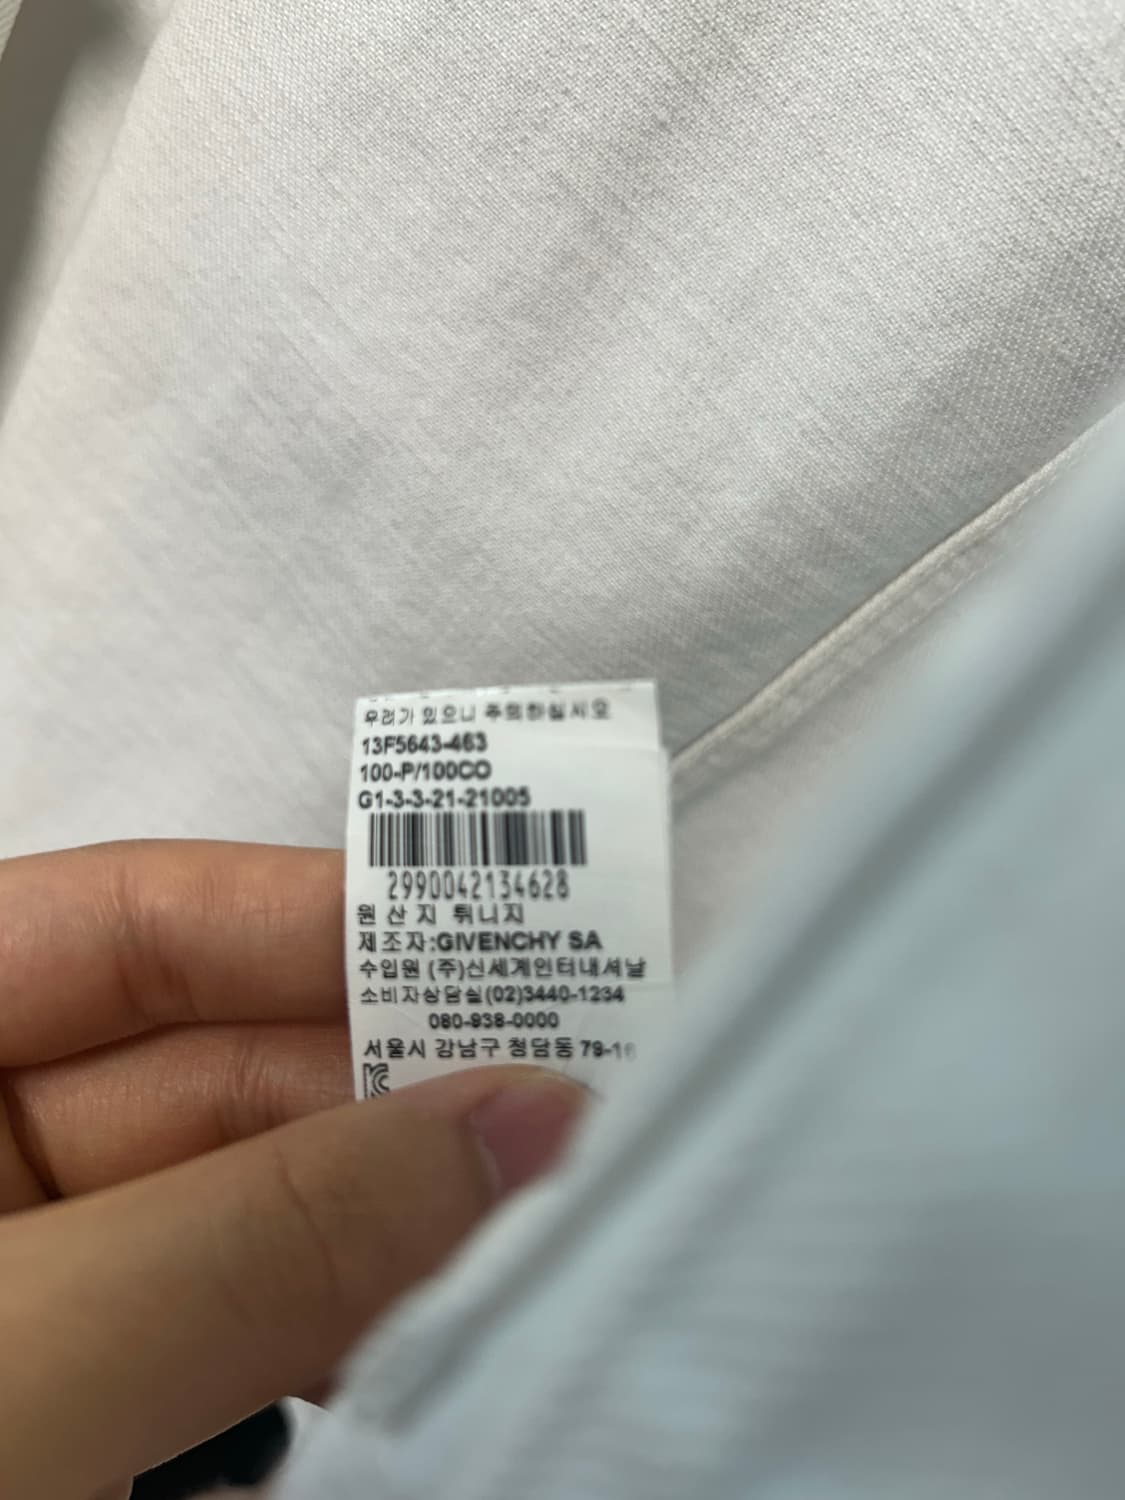 우려가 있으니 주의하십시요
13F5643-463
100-P/100CO
G1-3-3-21-21005
2990042134628
원 산 지 튀니지
제조자:GIVENCHY SA
수입원 (주)신세계인터내셔날
소비자상담실(02)3440-1234
080-938-0000
서울시 강남구 청담동 79-16